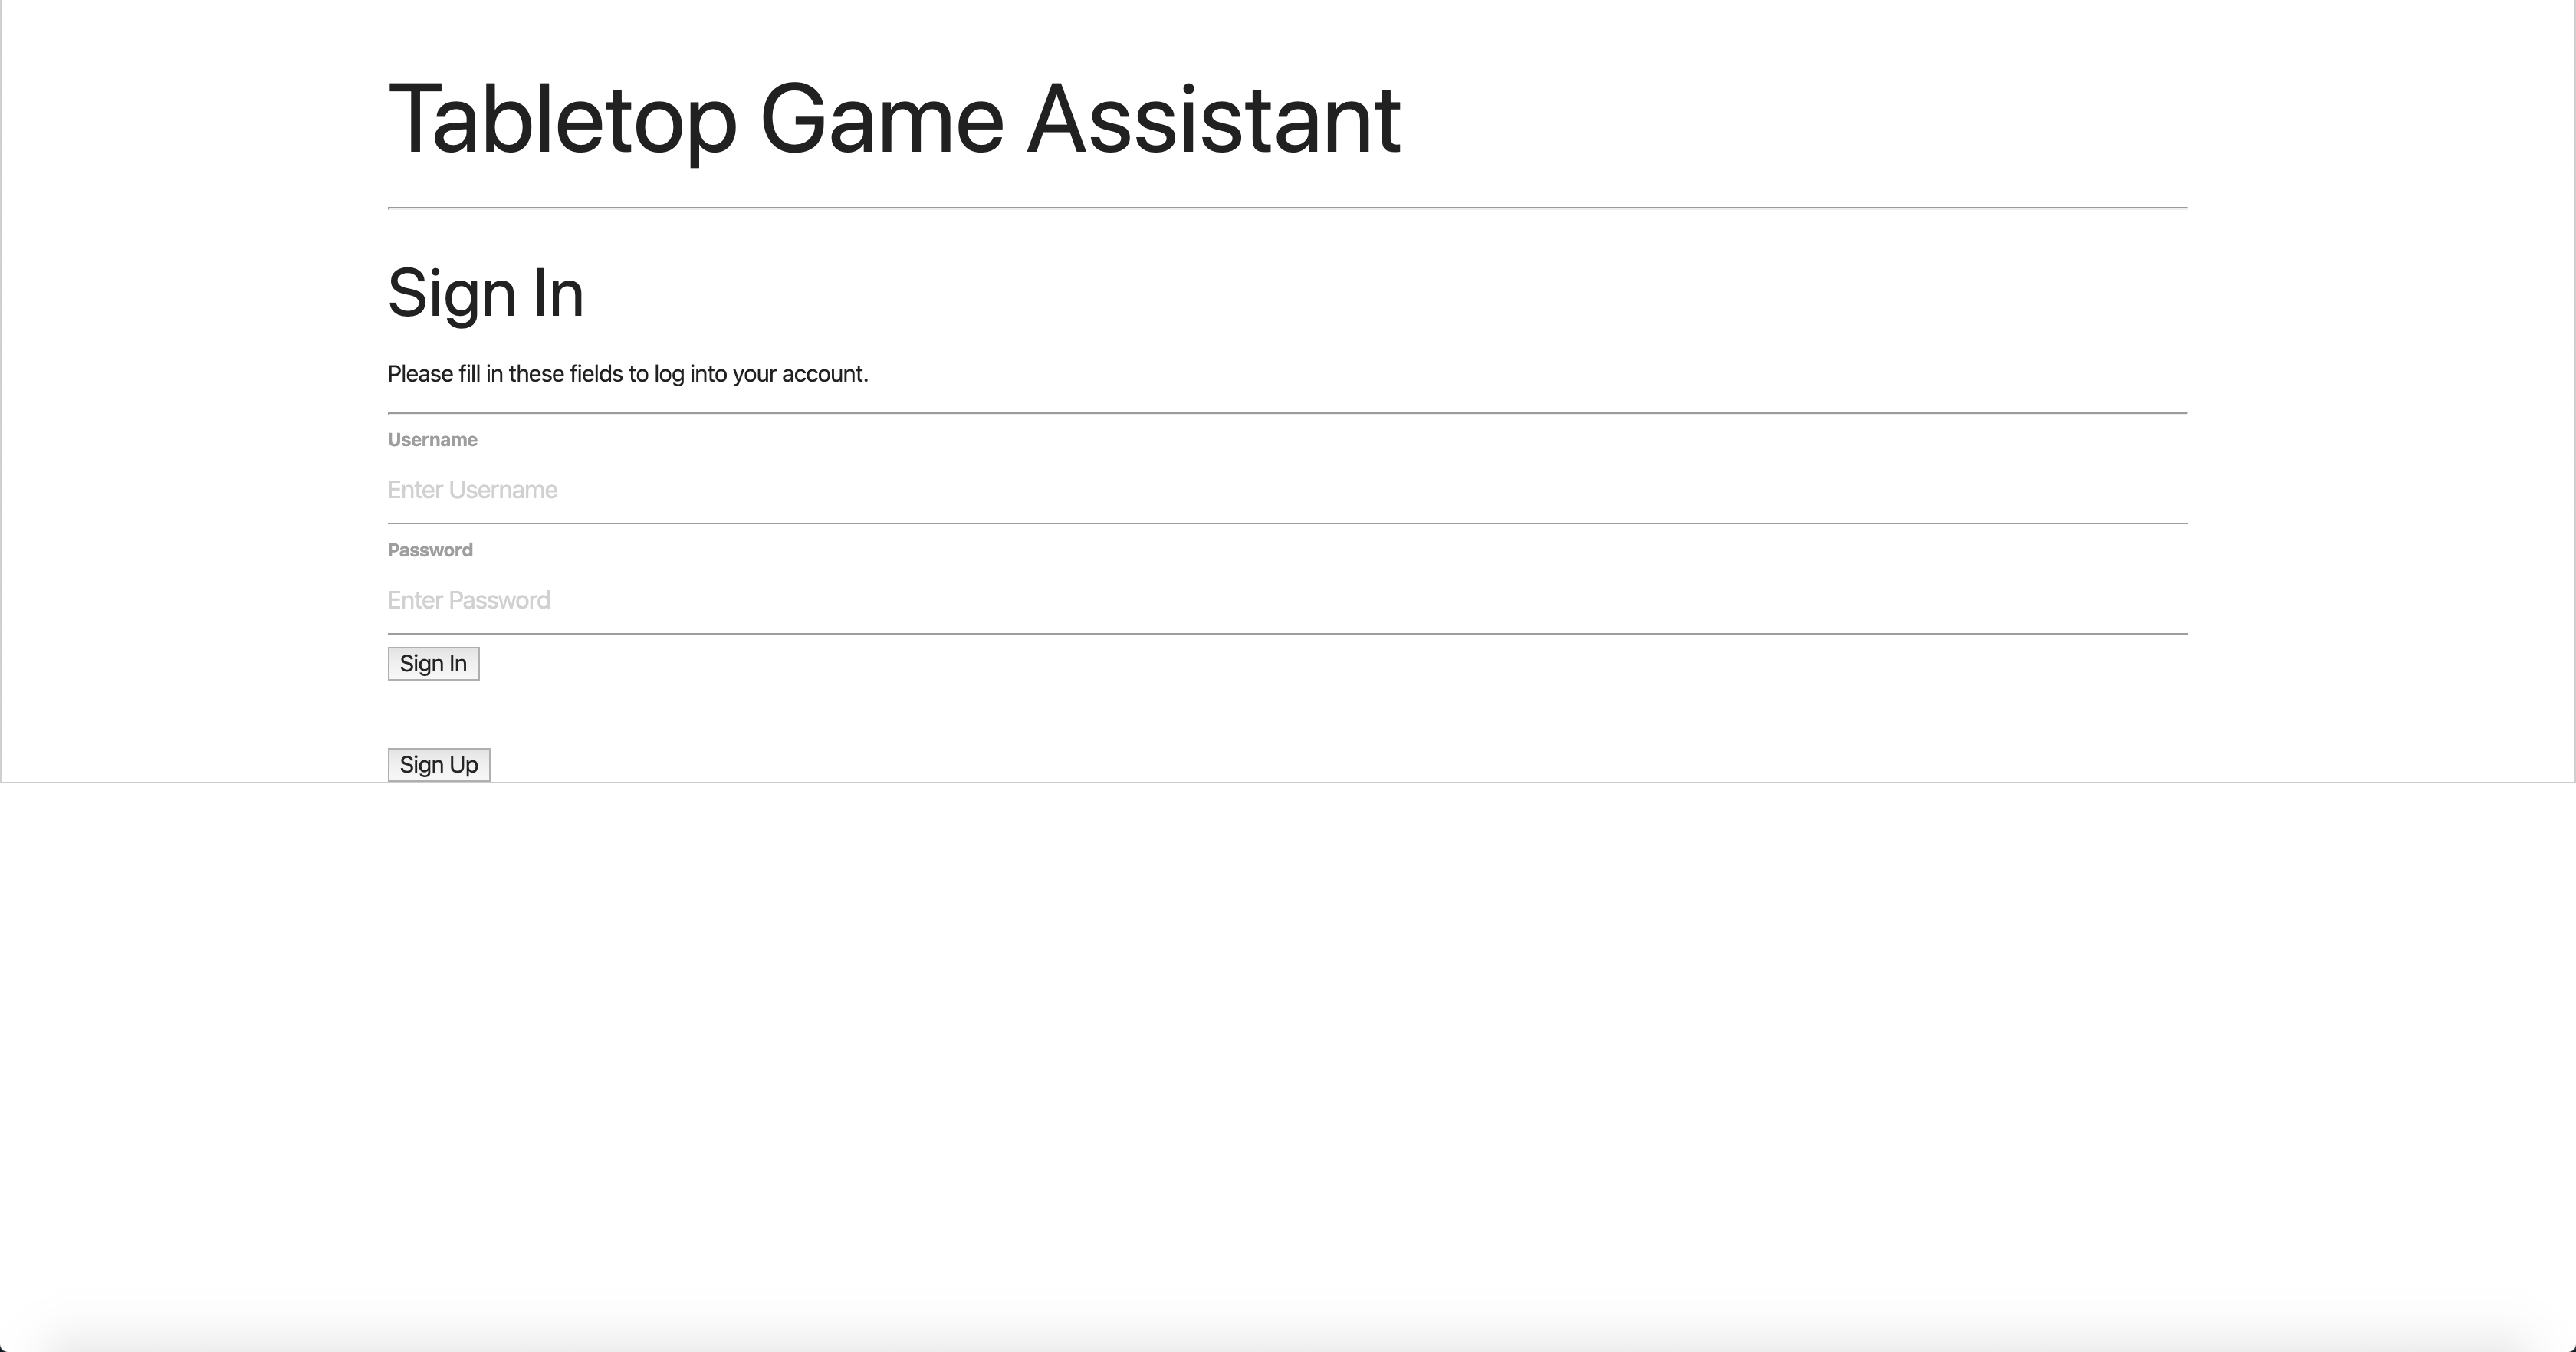 Tabletop Game Assistant
Sign In
Please fill in these fields to log into your account.
Username
Enter Username
Password
Enter Password
Sign In
Sign Up